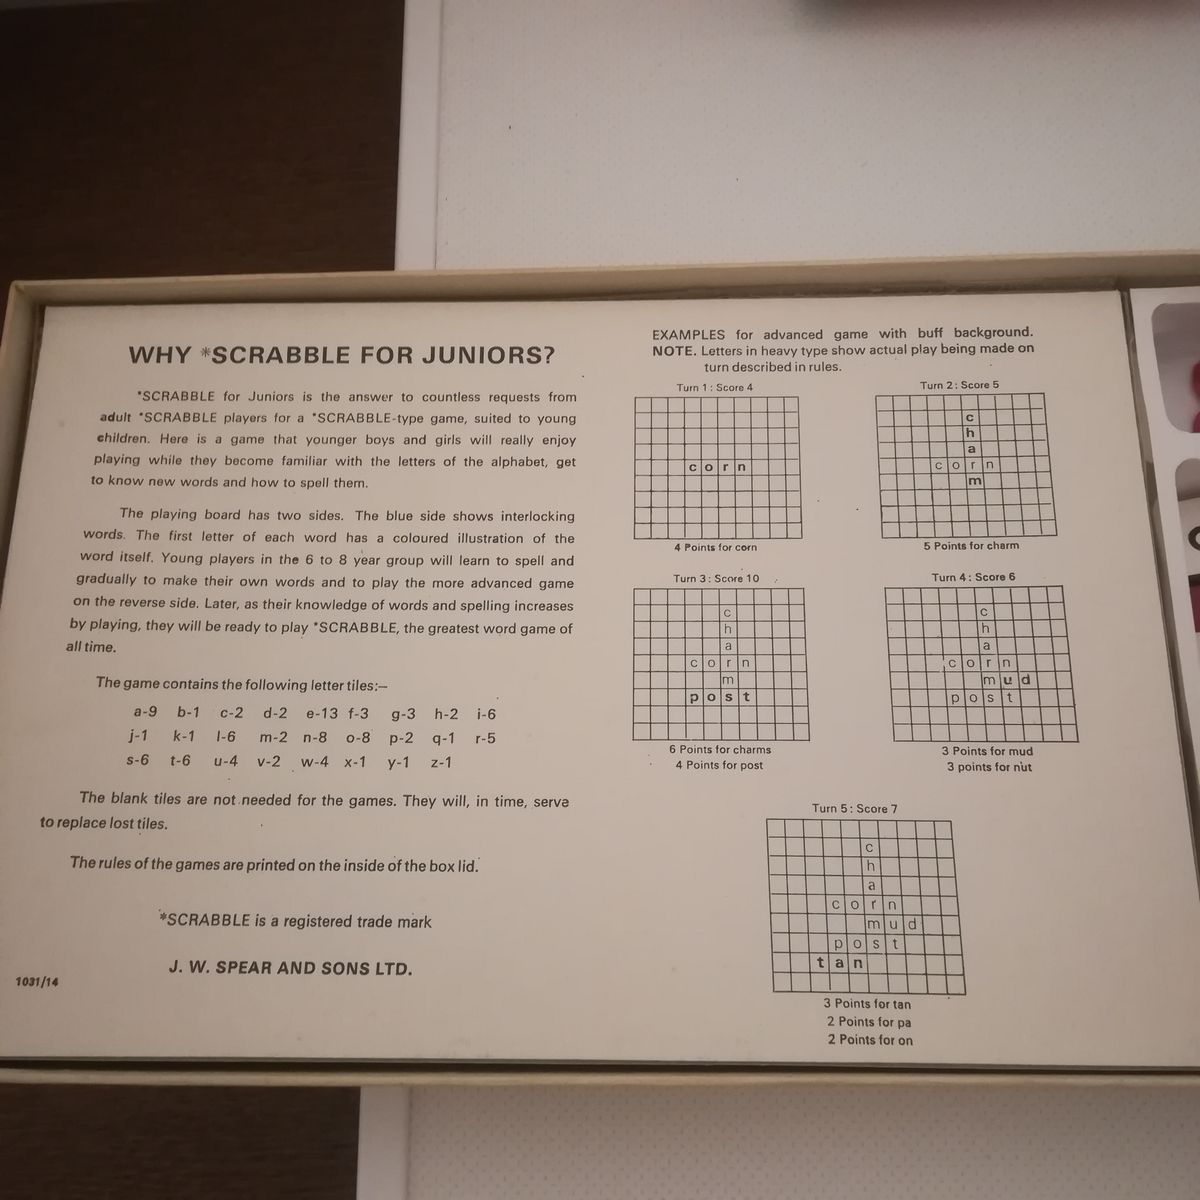 WHY *SCRABBLE FOR JUNIORS?
*SCRABBLE for Juniors is the answer to countless requests from
adult *SCRABBLE players for a *SCRABBLE-type game, suited to young
children. Here is a game that younger boys and girls will really enjoy
playing while they become familiar with the letters of the alphabet, get
to know new words and how to spell them.
The playing board has two sides. The blue side shows interlocking
words. The first letter of each word has a coloured illustration of the
word itself. Young players in the 6 to 8 year group will learn to spell and
gradually to make their own words and to play the more advanced game
on the reverse side. Later, as their knowledge of words and spelling increases
by playing, they will be ready to play *SCRABBLE, the greatest word game of
all time.
The game contains the following letter tiles:—
a-9 b-1 c-2 d-2 e-13 f-3 g-3 h-2 i-6
j-1 k-1 l-6 m-2 n-8 o-8 p-2 q-1 r-5
s-6 t-6 u-4 v-2 w-4 x-1 y-1 z-1
The blank tiles are not needed for the games. They will, in time, serve
to replace lost tiles.
The rules of the games are printed on the inside of the box lid.
*SCRABBLE is a registered trade mark
J. W. SPEAR AND SONS LTD.
1031/14
EXAMPLES for advanced game with buff background.
NOTE. Letters in heavy type show actual play being made on
turn described in rules.
Turn 1 : Score 4
c o r n
4 Points for corn
Turn 2 : Score 5
c
h
a
c o r n
m
5 Points for charm
Turn 3 : Score 10
c
h
a
c o r n
m
p o s t
6 Points for charms
4 Points for post
Turn 4 : Score 6
c
h
a
c o r n
m u d
p o s t
3 Points for mud
3 points for nut
Turn 5 : Score 7
c
h
a
c o r n
m u d
p o s t
t a n
3 Points for tan
2 Points for pa
2 Points for on